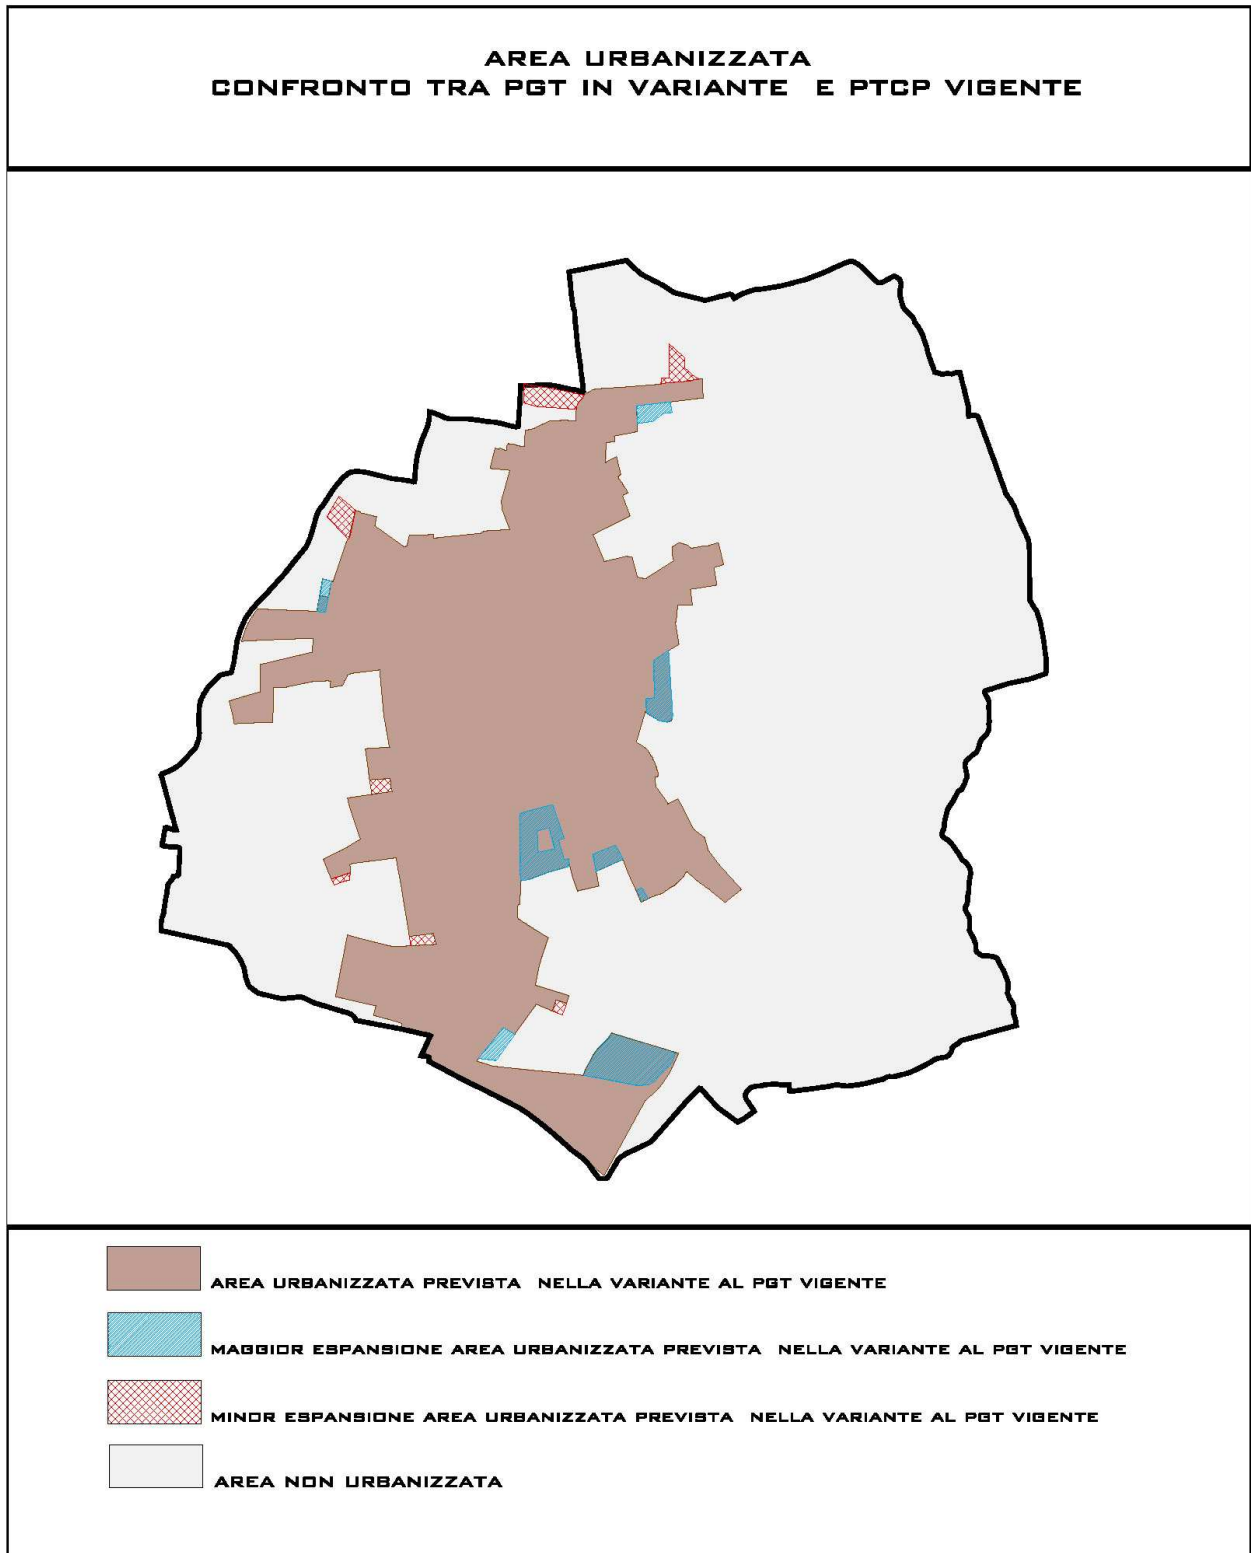 AREA URBANIZZATA
CONFRONTO TRA PGT IN VARIANTE E PTCP VIGENTE
AREA URBANIZZATA PREVISTA NELLA VARIANTE AL PGT VIGENTE
MAGGIOR ESPANSIONE AREA URBANIZZATA PREVISTA NELLA VARIANTE AL PGT VIGENTE
MINOR ESPANSIONE AREA URBANIZZATA PREVISTA NELLA VARIANTE AL PGT VIGENTE
AREA NON URBANIZZATA